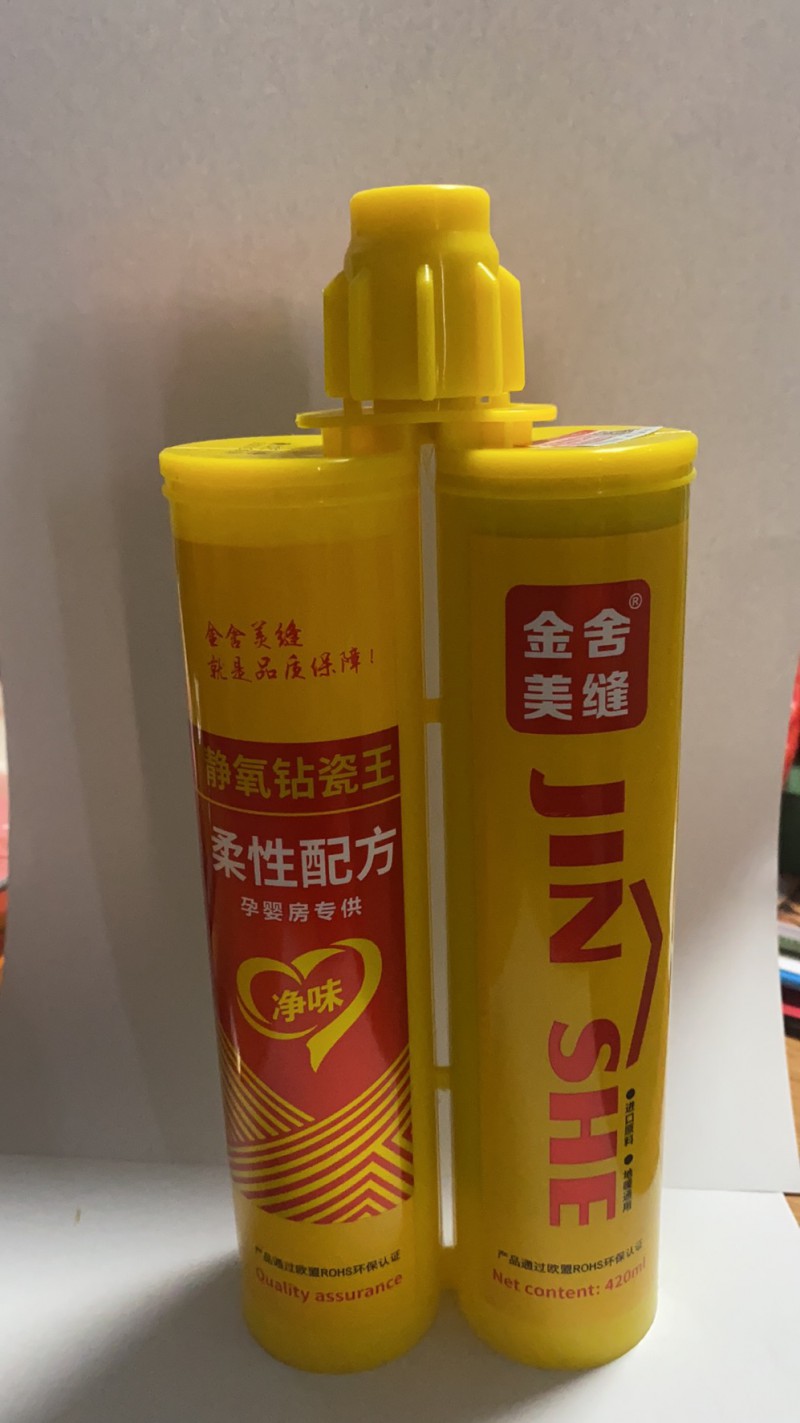 金舍美缝
就是品质保障！
静氧钻瓷王
柔性配方
孕婴房专供
净味
产品通过欧盟ROHS环保认证
Quality assurance
金舍®
美缝
JIN SHE
●进口原料 ●地暖适用
产品通过欧盟ROHS环保认证
Net content: 420ml